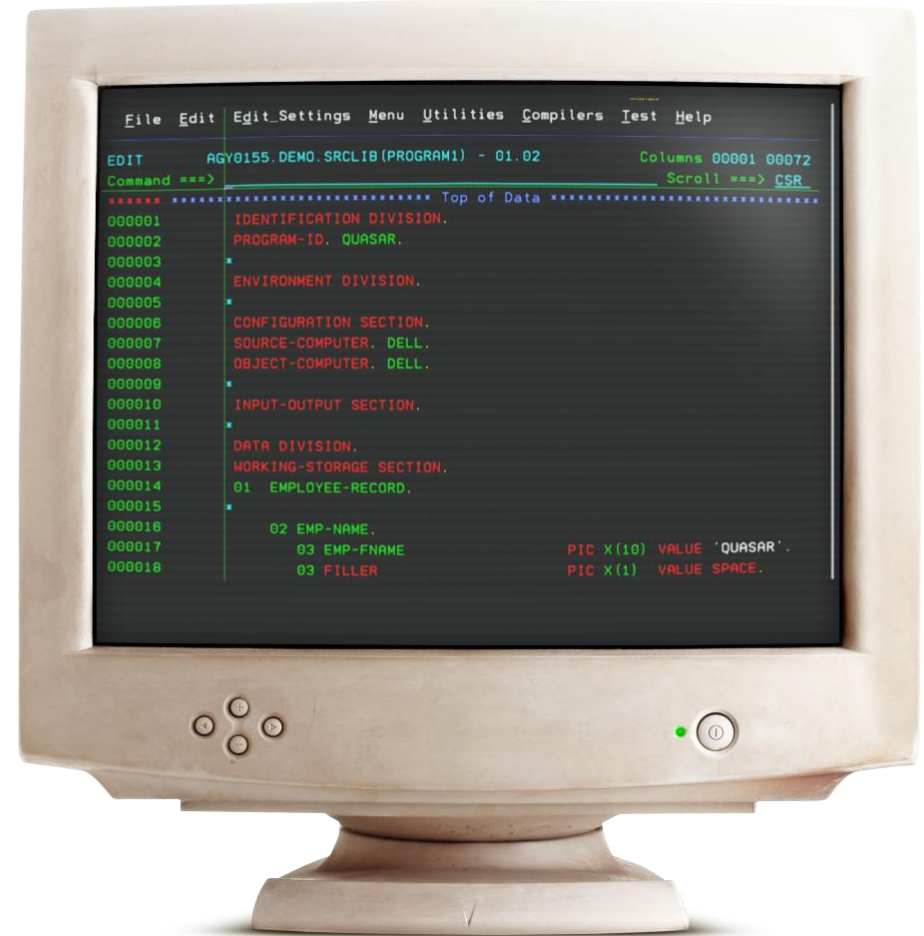 File Edit Edit_Settings Menu Utilities Compilers Test Help
EDIT AGY0155.DEMO.SRCLIB(PROGRAM1) - 01.02 Columns 00001 00072
Command ===> Scroll ===> CSR
****** ***************************** Top of Data ******************************
000001 IDENTIFICATION DIVISION.
000002 PROGRAM-ID. QUASAR.
000003 *
000004 ENVIRONMENT DIVISION.
000005 *
000006 CONFIGURATION SECTION.
000007 SOURCE-COMPUTER. DELL.
000008 OBJECT-COMPUTER. DELL.
000009 *
000010 INPUT-OUTPUT SECTION.
000011 *
000012 DATA DIVISION.
000013 WORKING-STORAGE SECTION.
000014 01 EMPLOYEE-RECORD.
000015 *
000016 02 EMP-NAME.
000017 03 EMP-FNAME PIC X(10) VALUE 'QUASAR'.
000018 03 FILLER PIC X(1) VALUE SPACE.